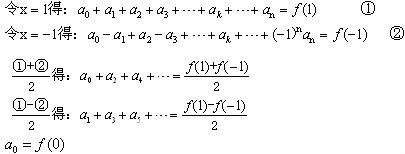 令x=1得：a₀+a₁+a₂+a₃+⋯+aₖ+⋯+aₙ=f(1) ①
令x=−1得：a₀−a₁+a₂−a₃+⋯+aₖ+⋯+(−1)ⁿaₙ=f(−1) ②
(①+②)/2 得：a₀+a₂+a₄+⋯=(f(1)+f(−1))/2
(①−②)/2 得：a₁+a₃+a₅+⋯=(f(1)−f(−1))/2
a₀=f(0)